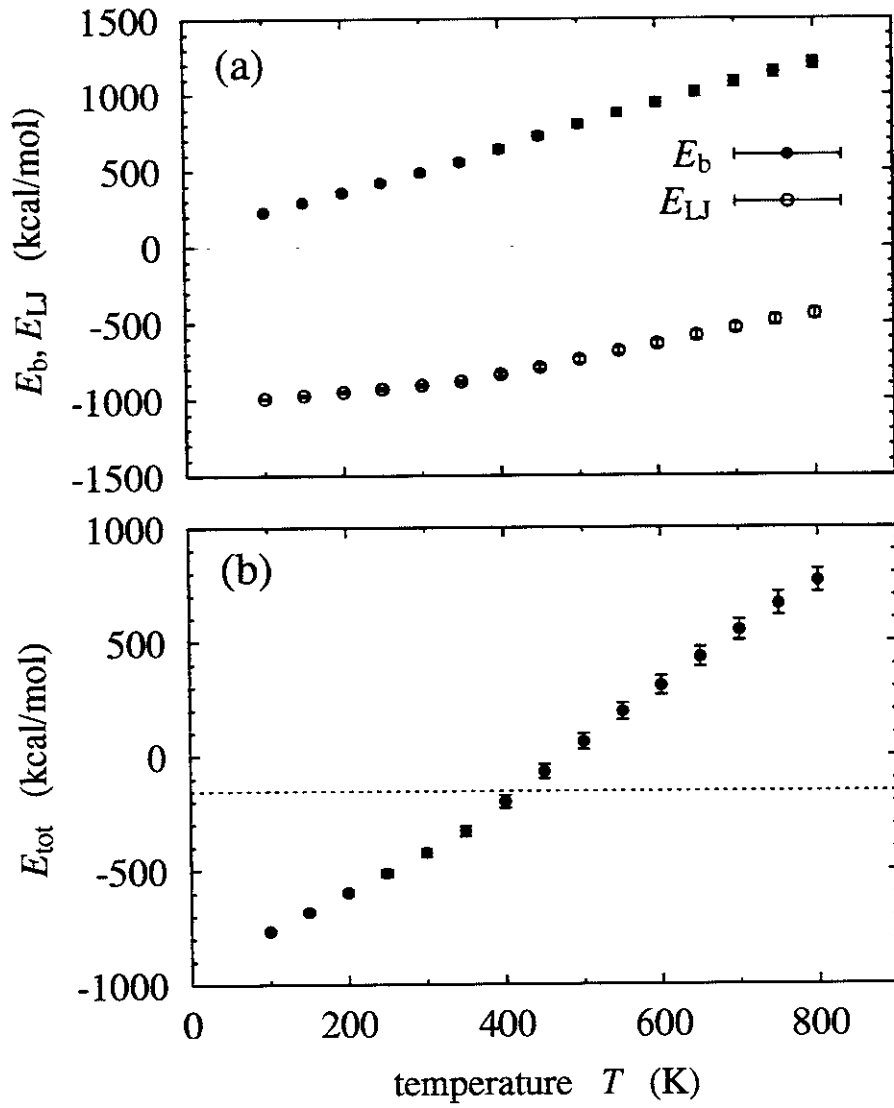 1500
(a)
1000
E_b
500
E_LJ
0
-500
-1000
-1500
E_b, E_LJ (kcal/mol)
1000
(b)
500
0
-500
-1000
E_tot (kcal/mol)
0 200 400 600 800
temperature T (K)